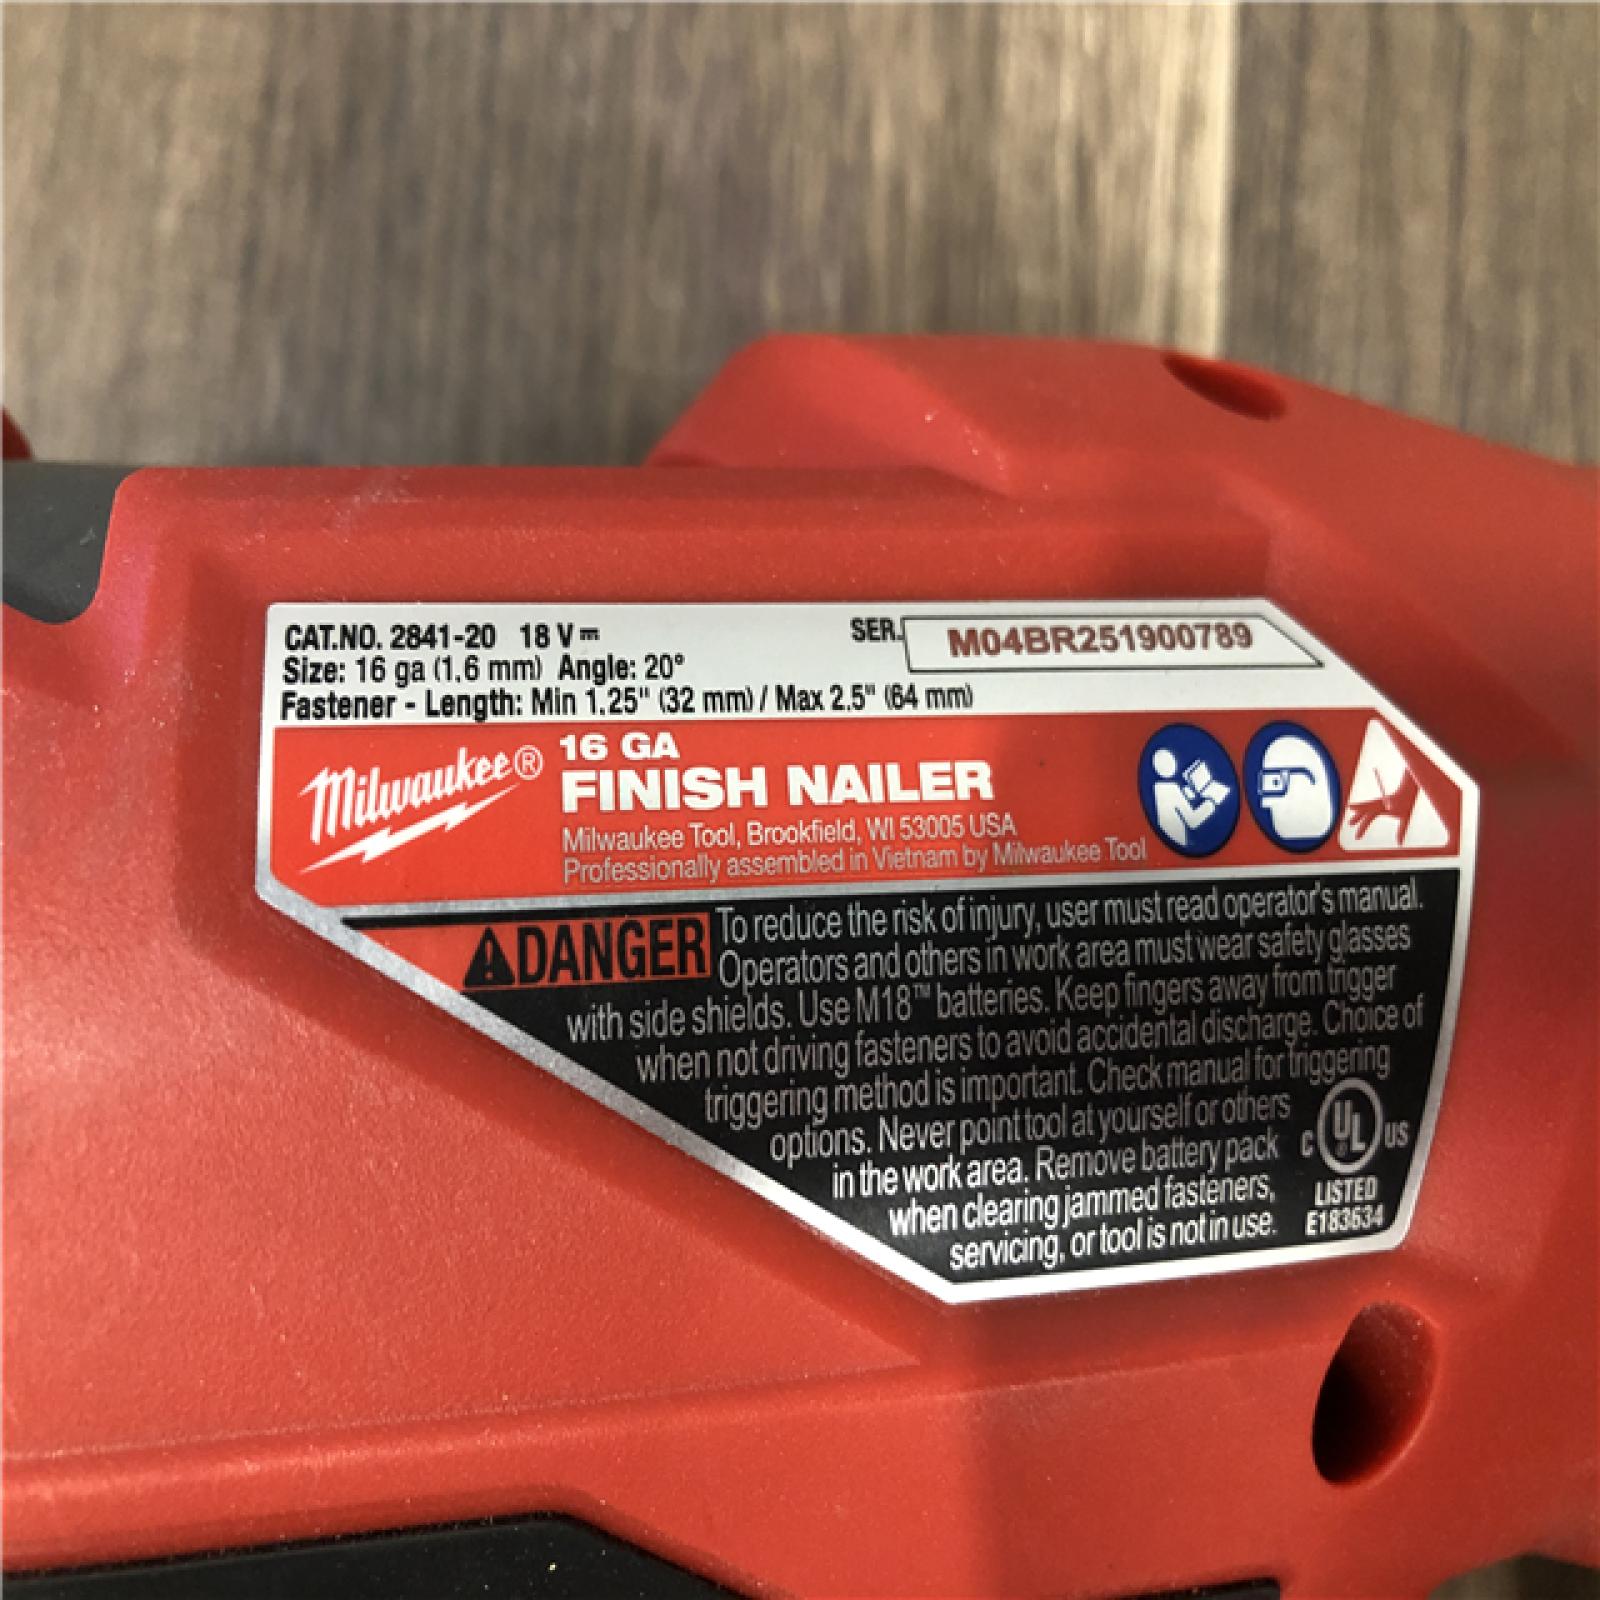 CAT.NO. 2841-20 18 V ⎓
SER. M04BR251900789
Size: 16 ga (1,6 mm) Angle: 20°
Fastener - Length: Min 1.25" (32 mm) / Max 2.5" (64 mm)
Milwaukee®
16 GA
FINISH NAILER
Milwaukee Tool, Brookfield, WI 53005 USA
Professionally assembled in Vietnam by Milwaukee Tool
DANGER To reduce the risk of injury, user must read operator's manual.
Operators and others in work area must wear safety glasses
with side shields. Use M18™ batteries. Keep fingers away from trigger
when not driving fasteners to avoid accidental discharge. Choice of
triggering method is important. Check manual for triggering
options. Never point tool at yourself or others
in the work area. Remove battery pack
when clearing jammed fasteners,
servicing, or tool is not in use.
C UL US
LISTED
E183634